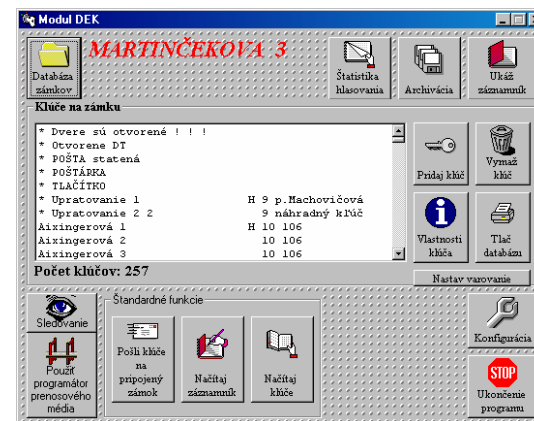 Modul DEK
MARTINČEKOVA 3
Databáza
zámkov
Štatistika
hlasovania
Archivácia
Ukáž
záznamník
Kľúče na zámku
* Dvere sú otvorené ! ! !
* Otvorene DT
* POŠTA statená
* POŠTÁRKA
* TLAČÍTKO
* Upratovanie 1 H 9 p.Machovičová
* Upratovanie 2 2 9 náhradný kľúč
Aixingerová 1 H 10 106
Aixingerová 2 10 106
Aixingerová 3 10 106
Pridaj kľúč
Vymaž
kľúč
Vlastnosti
kľúča
Tlač
databázu
Počet kľúčov: 257
Nastav varovanie
Sledovanie
Použiť
programátor
prenosového
média
Štandardné funkcie
Pošli kľúče
na
pripojený
zámok
Načítaj
záznamník
Načítaj
kľúče
Konfigurácia
STOP
Ukončenie
programu